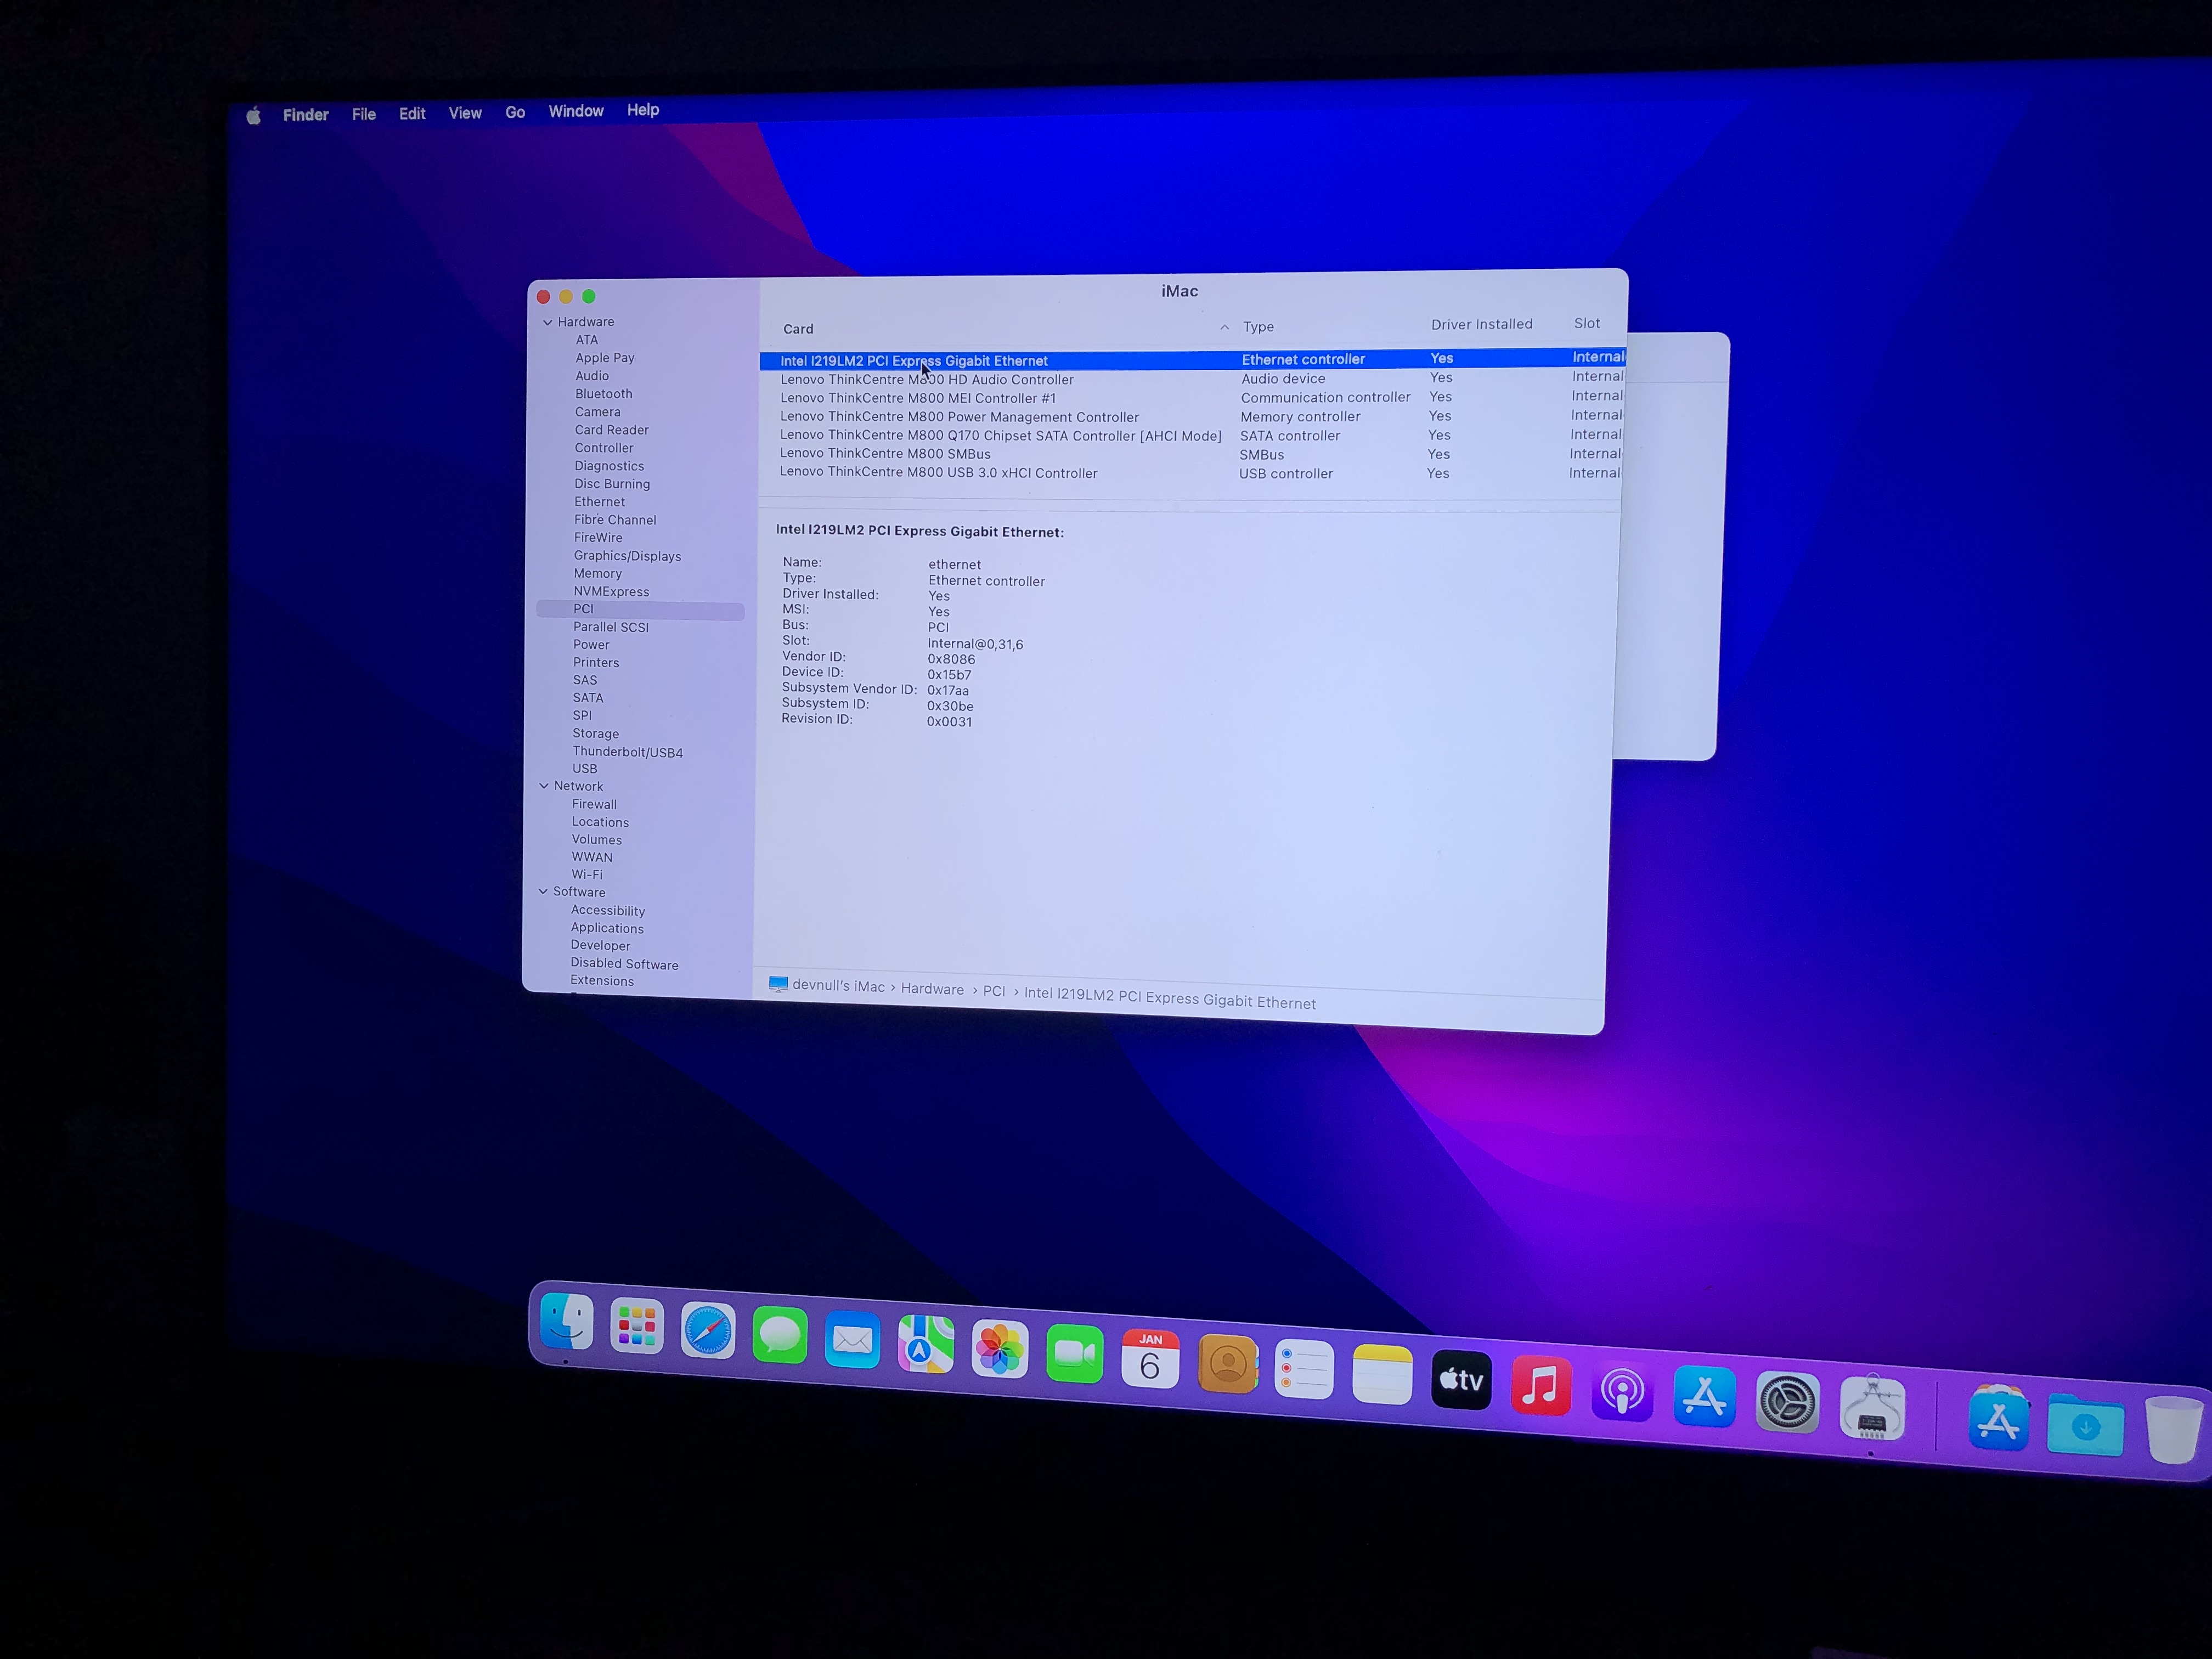 Finder File Edit View Go Window Help
iMac
Hardware
ATA
Apple Pay
Audio
Bluetooth
Camera
Card Reader
Controller
Diagnostics
Disc Burning
Ethernet
Fibre Channel
FireWire
Graphics/Displays
Memory
NVMExpress
PCI
Parallel SCSI
Power
Printers
SAS
SATA
SPI
Storage
Thunderbolt/USB4
USB
Network
Firewall
Locations
Volumes
WWAN
Wi-Fi
Software
Accessibility
Applications
Developer
Disabled Software
Extensions
Card Type Driver Installed Slot
Intel I219LM2 PCI Express Gigabit Ethernet Ethernet controller Yes Internal
Lenovo ThinkCentre M800 HD Audio Controller Audio device Yes Internal
Lenovo ThinkCentre M800 MEI Controller #1 Communication controller Yes Internal
Lenovo ThinkCentre M800 Power Management Controller Memory controller Yes Internal
Lenovo ThinkCentre M800 Q170 Chipset SATA Controller [AHCI Mode] SATA controller Yes Internal
Lenovo ThinkCentre M800 SMBus SMBus Yes Internal
Lenovo ThinkCentre M800 USB 3.0 xHCI Controller USB controller Yes Internal
Intel I219LM2 PCI Express Gigabit Ethernet:
Name: ethernet
Type: Ethernet controller
Driver Installed: Yes
MSI: Yes
Bus: PCI
Slot: Internal@0,31,6
Vendor ID: 0x8086
Device ID: 0x15b7
Subsystem Vendor ID: 0x17aa
Subsystem ID: 0x30be
Revision ID: 0x0031
devnull's iMac › Hardware › PCI › Intel I219LM2 PCI Express Gigabit Ethernet
JAN
6
tv